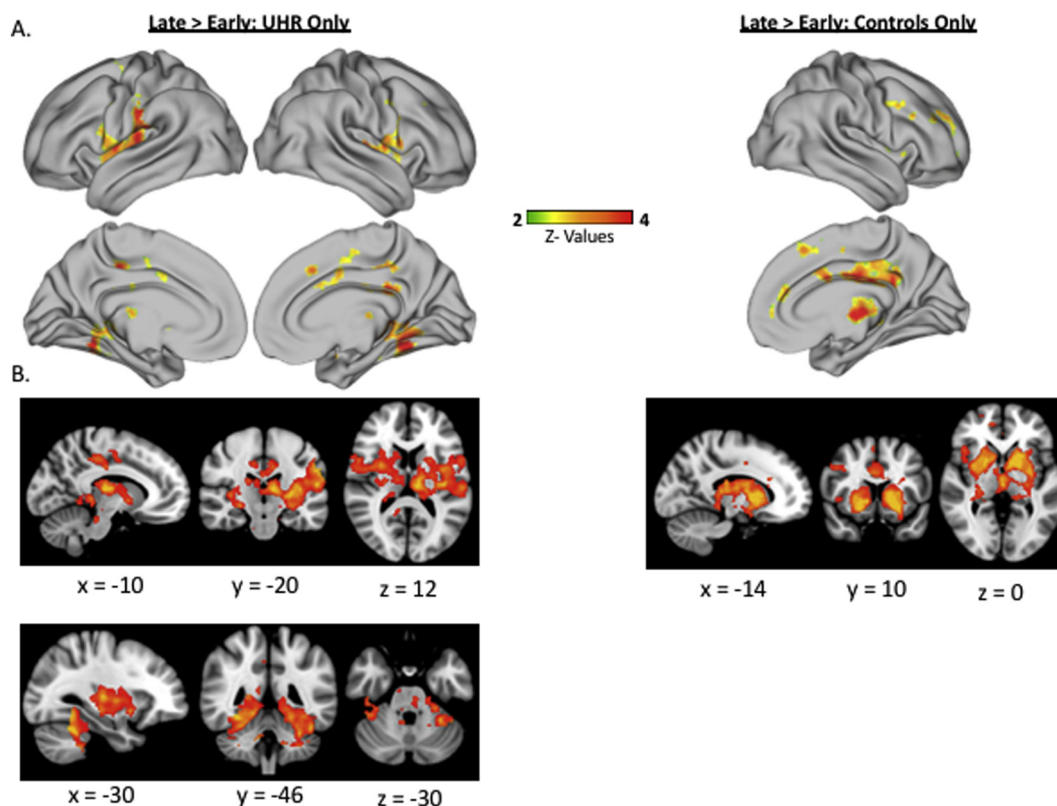 Late > Early: UHR Only
Late > Early: Controls Only
A.
2
4
Z- Values
B.
x = -10
y = -20
z = 12
x = -14
y = 10
z = 0
x = -30
y = -46
z = -30